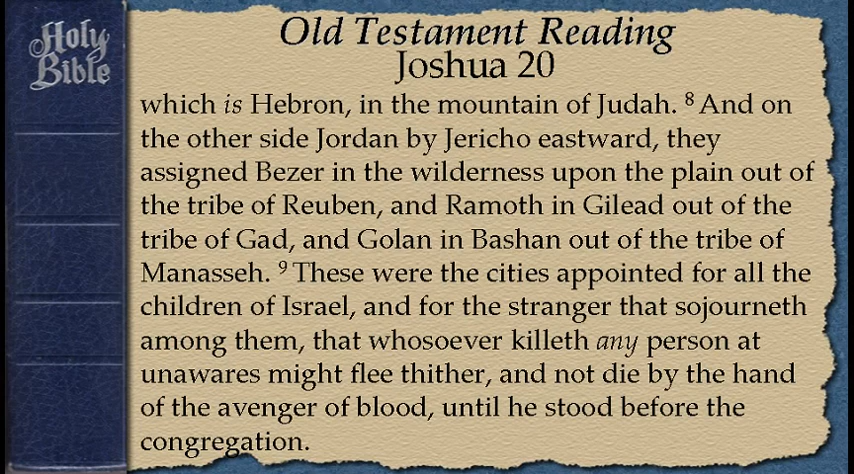 Holy
Bible
Old Testament Reading
Joshua 20
which is Hebron, in the mountain of Judah. ⁸ And on
the other side Jordan by Jericho eastward, they
assigned Bezer in the wilderness upon the plain out of
the tribe of Reuben, and Ramoth in Gilead out of the
tribe of Gad, and Golan in Bashan out of the tribe of
Manasseh. ⁹ These were the cities appointed for all the
children of Israel, and for the stranger that sojourneth
among them, that whosoever killeth any person at
unawares might flee thither, and not die by the hand
of the avenger of blood, until he stood before the
congregation.